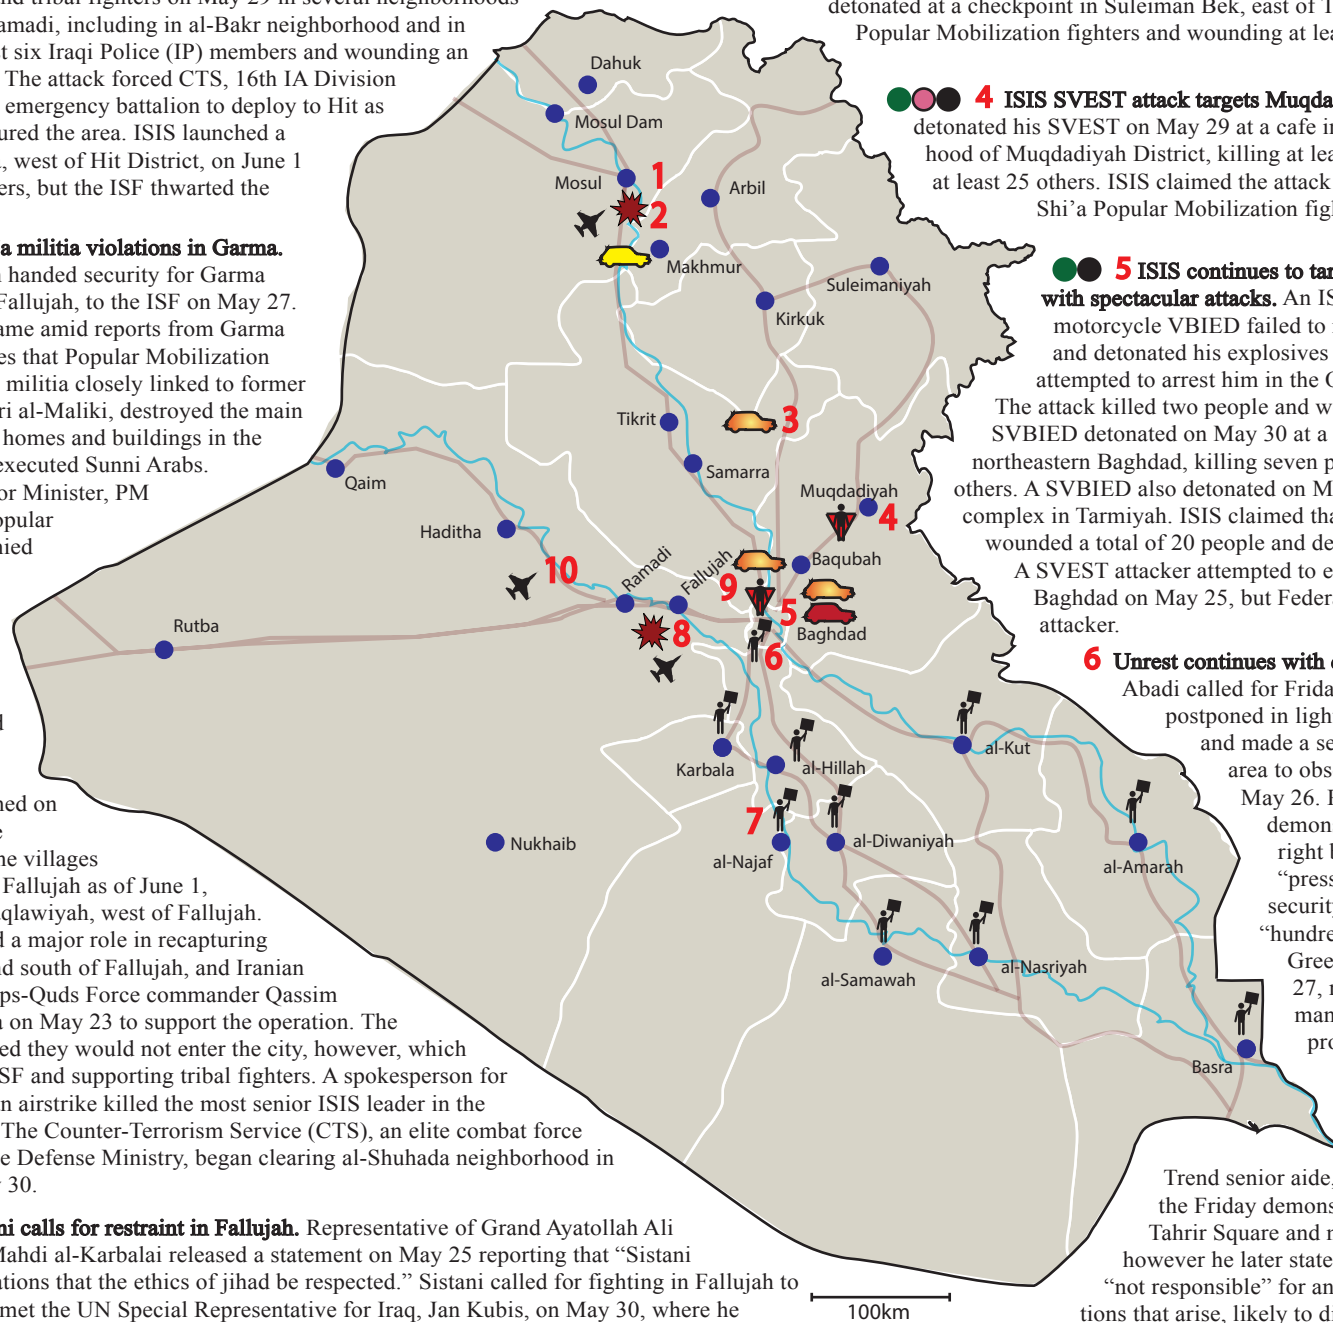 and tribal fighters on May 29 in several neighborhoods
amadi, including in al-Bakr neighborhood and in
st six Iraqi Police (IP) members and wounding an
The attack forced CTS, 16th IA Division
emergency battalion to deploy to Hit as
ured the area. ISIS launched a
, west of Hit District, on June 1
ers, but the ISF thwarted the
a militia violations in Garma.
n handed security for Garma
Fallujah, to the ISF on May 27.
ame amid reports from Garma
es that Popular Mobilization
militia closely linked to former
ri al-Maliki, destroyed the main
homes and buildings in the
executed Sunni Arabs.
or Minister, PM
opular
nied
d
ned on
e
ne villages
Fallujah as of June 1,
qlawiyah, west of Fallujah.
d a major role in recapturing
nd south of Fallujah, and Iranian
ps-Quds Force commander Qassim
a on May 23 to support the operation. The
ed they would not enter the city, however, which
SF and supporting tribal fighters. A spokesperson for
n airstrike killed the most senior ISIS leader in the
The Counter-Terrorism Service (CTS), an elite combat force
e Defense Ministry, began clearing al-Shuhada neighborhood in
30.
ni calls for restraint in Fallujah. Representative of Grand Ayatollah Ali
Mahdi al-Karbalai released a statement on May 25 reporting that “Sistani
ations that the ethics of jihad be respected.” Sistani called for fighting in Fallujah to
met the UN Special Representative for Iraq, Jan Kubis, on May 30, where he
Dahuk
Mosul Dam
Mosul
1
2
Arbil
Makhmur
Suleimaniyah
Kirkuk
Tikrit
3
Samarra
Qaim
Muqdadiyah
4
Haditha
10
Ramadi
Fallujah
Baqubah
9
5
Baghdad
Rutba
8
6
Karbala
al-Hillah
al-Kut
7
al-Najaf
al-Diwaniyah
al-Amarah
Nukhaib
al-Samawah
al-Nasriyah
Basra
100km
detonated at a checkpoint in Suleiman Bek, east of T
Popular Mobilization fighters and wounding at lea
4 ISIS SVEST attack targets Muqda
detonated his SVEST on May 29 at a cafe in
hood of Muqdadiyah District, killing at lea
at least 25 others. ISIS claimed the attack
Shi’a Popular Mobilization figh
5 ISIS continues to tar
with spectacular attacks. An IS
motorcycle VBIED failed to
and detonated his explosives
attempted to arrest him in the
The attack killed two people and w
SVBIED detonated on May 30 at a
northeastern Baghdad, killing seven p
others. A SVBIED also detonated on M
complex in Tarmiyah. ISIS claimed tha
wounded a total of 20 people and de
A SVEST attacker attempted to e
Baghdad on May 25, but Federa
attacker.
6 Unrest continues with
Abadi called for Frida
postponed in ligh
and made a se
area to obs
May 26.
demon
right b
“press
security
“hundre
Gree
27,
man
pro
Trend senior aide,
the Friday demons
Tahrir Square and
however he later state
“not responsible” for an
tions that arise, likely to di